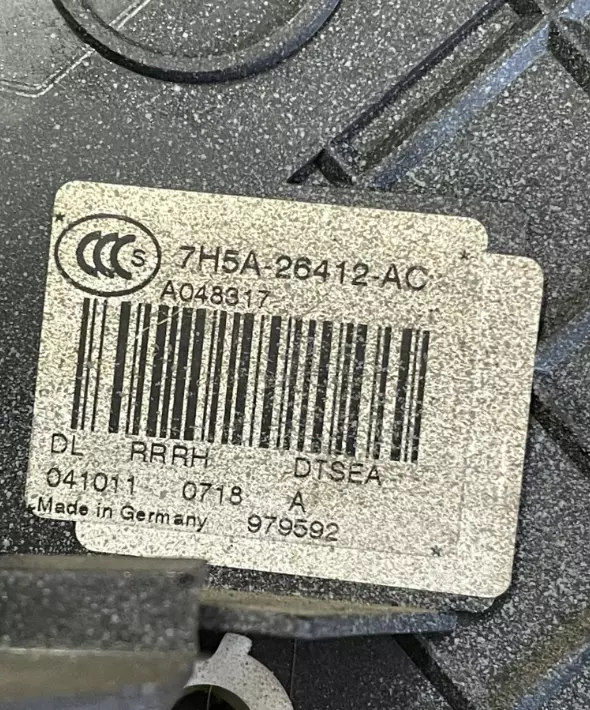 CCC S 7H5A-26412-AC
A048317
DL RRRH DTSEA
041011 0718 A
Made in Germany 979592